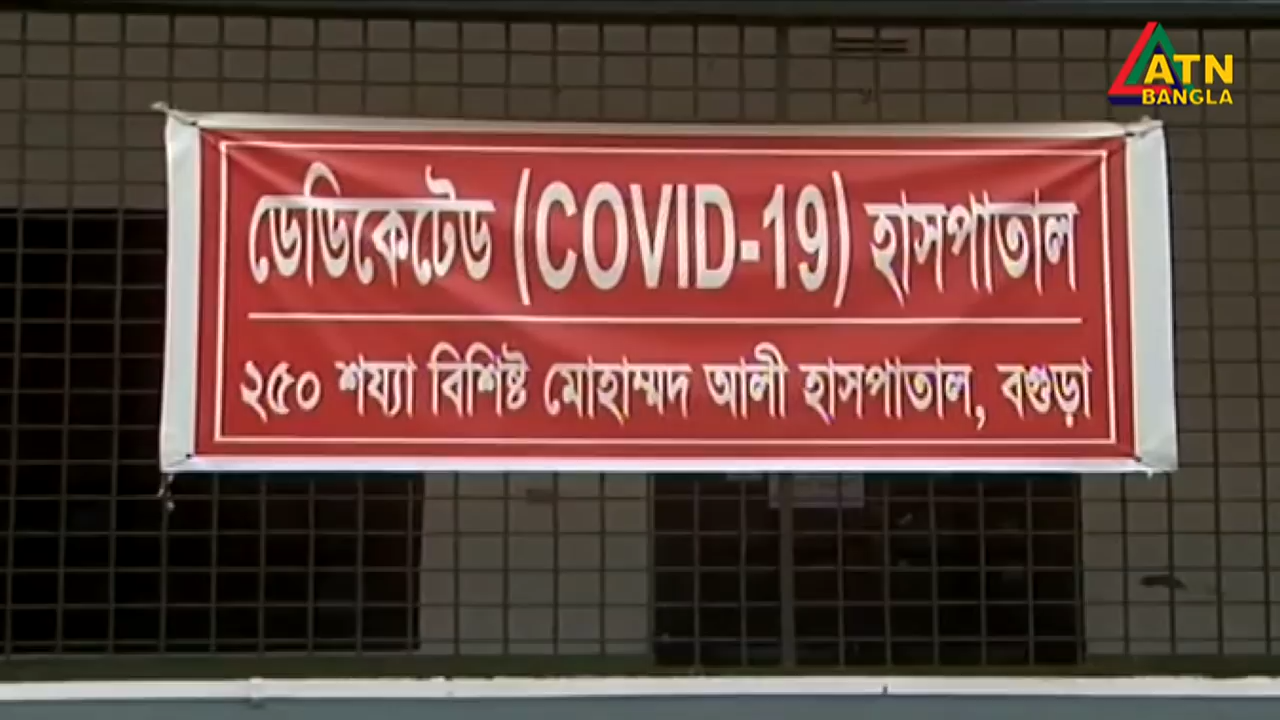 ATN
BANGLA
ডেডিকেটেড (COVID-19) হাসপাতাল
২৫০ শয্যা বিশিষ্ট মোহাম্মদ আলী হাসপাতাল, বগুড়া